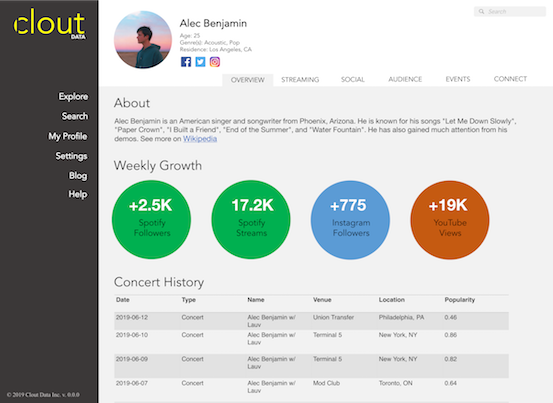 clout
DATA
Explore
Search
My Profile
Settings
Blog
Help
© 2019 Clout Data Inc. v. 0.0.0
Search
Alec Benjamin
Age: 25
Genre(s): Acoustic, Pop
Residence: Los Angeles, CA
OVERVIEW STREAMING SOCIAL AUDIENCE EVENTS CONNECT
About
Alec Benjamin is an American singer and songwriter from Phoenix, Arizona. He is known for his songs "Let Me Down Slowly",
"Paper Crown", "I Built a Friend", "End of the Summer", and "Water Fountain". He has also gained much attention from his
demos. See more on Wikipedia
Weekly Growth
+2.5K
Spotify
Followers
17.2K
Spotify
Streams
+775
Instagram
Followers
+19K
YouTube
Views
Concert History
Date Type Name Venue Location Popularity
2019-06-12 Concert Alec Benjamin w/ Union Transfer Philadelphia, PA 0.46
Lauv
2019-06-10 Concert Alec Benjamin w/ Terminal 5 New York, NY 0.86
Lauv
2019-06-09 Concert Alec Benjamin w/ Terminal 5 New York, NY 0.82
Lauv
2019-06-07 Concert Alec Benjamin w/ Mod Club Toronto, ON 0.64
Lauv